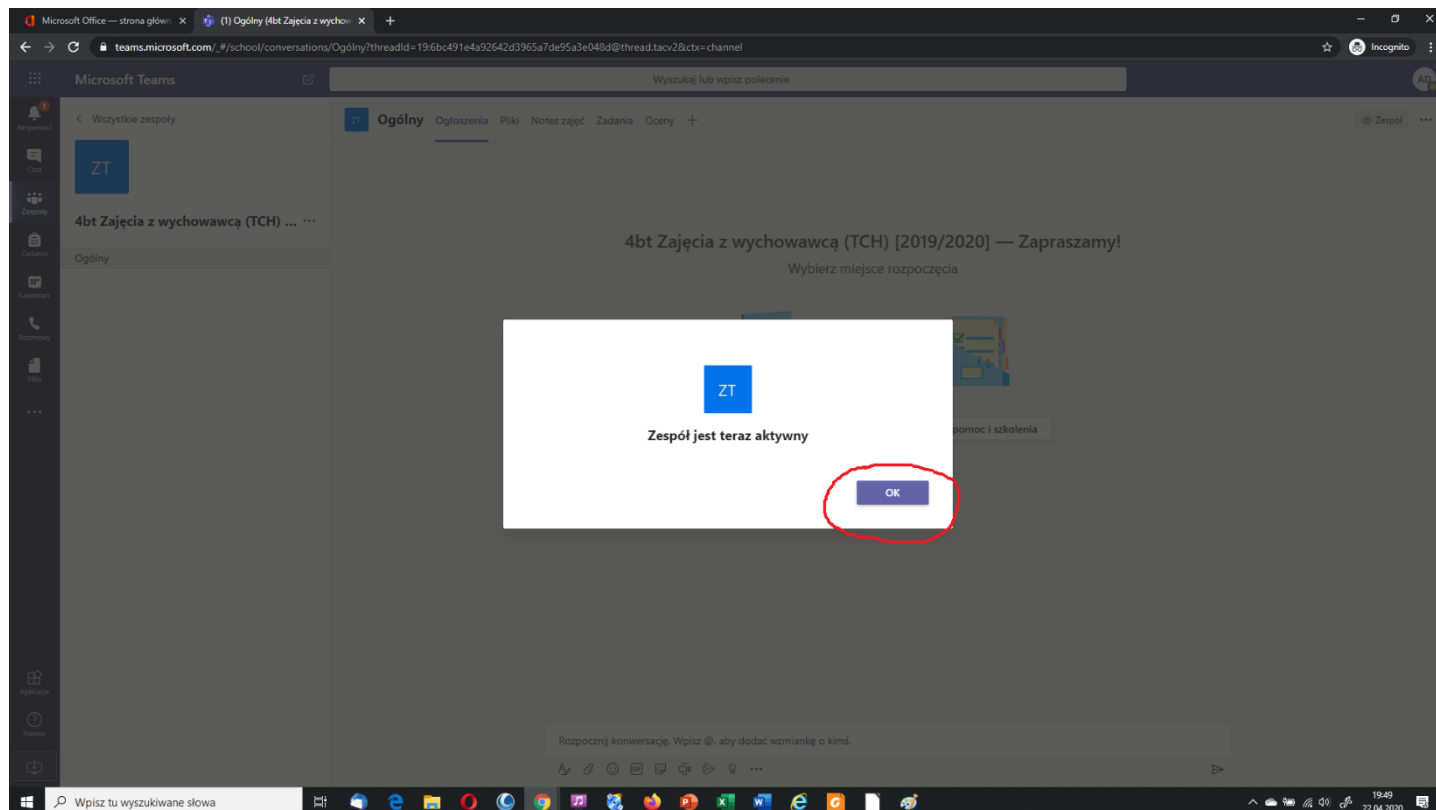 Microsoft Office — strona główn
(1) Ogólny (4bt Zajęcia z wychow
teams.microsoft.com/_#/school/conversations/Ogólny?threadId=19:6bc491e4a92642d3965a7de95a3e048d@thread.tacv2&ctx=channel
Incognito
Microsoft Teams
Wyszukaj lub wpisz polecenie
AD
1
Aktywność
Wszystkie zespoły
ZT
Ogólny Ogłoszenia Pliki Notes zajęć Zadania Oceny +
Zespół
Czat
ZT
Zespoły
4bt Zajęcia z wychowawcą (TCH) ...
Zadania
Ogólny
4bt Zajęcia z wychowawcą (TCH) [2019/2020] — Zapraszamy!
Wybierz miejsce rozpoczęcia
Kalendarz
Rozmowy
Pliki
ZT
Zespół jest teraz aktywny
pomoc i szkolenia
OK
Aplikacje
Pomoc
Rozpocznij konwersację. Wpisz @, aby dodać wzmiankę o kimś.
GIF
Wpisz tu wyszukiwane słowa
19:49
22.04.2020